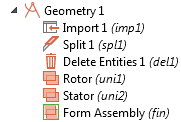 Geometry 1
Import 1 (imp1)
Split 1 (spl1)
Delete Entities 1 (del1)
Rotor (uni1)
Stator (uni2)
Form Assembly (fin)